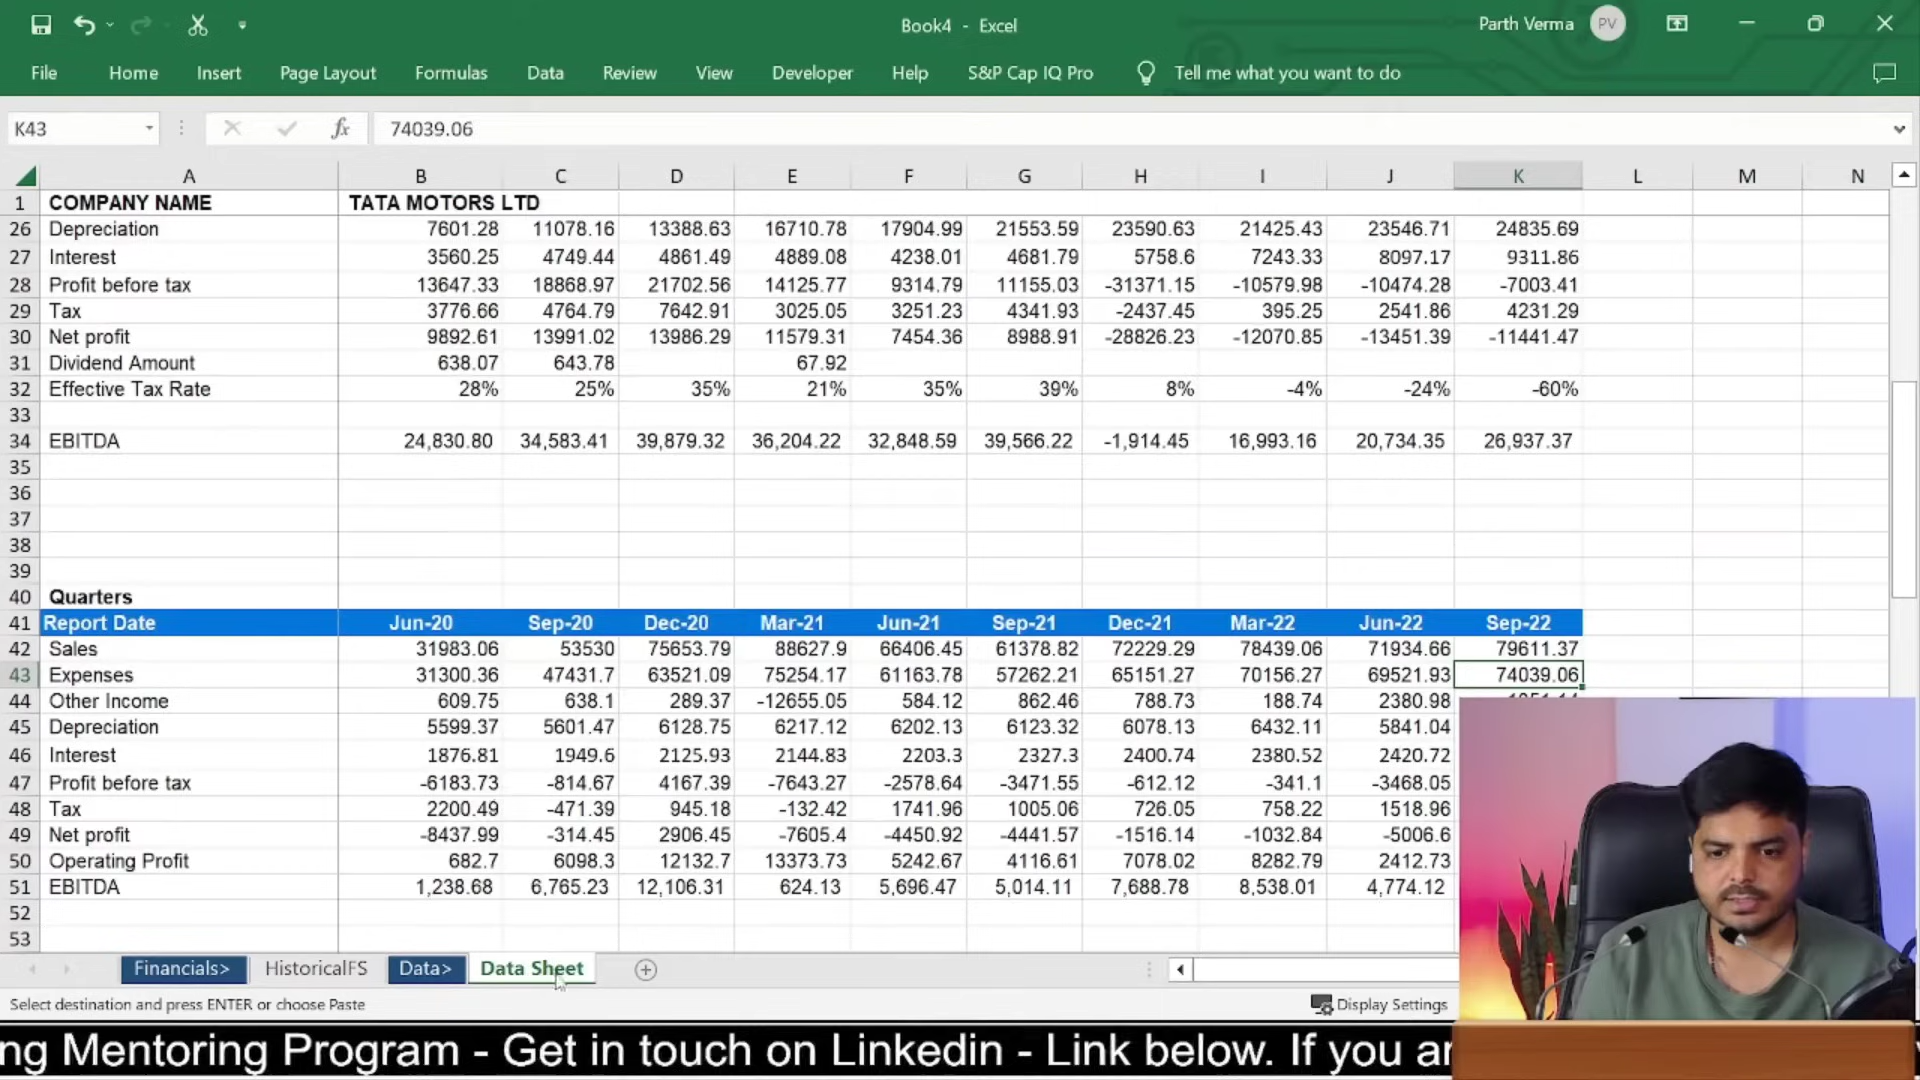 Book4 - Excel
Parth Verma PV
File Home Insert Page Layout Formulas Data Review View Developer Help S&P Cap IQ Pro Tell me what you want to do
K43 fx 74039.06
A B C D E F G H I J K L M N
1 COMPANY NAME TATA MOTORS LTD
26 Depreciation 7601.28 11078.16 13388.63 16710.78 17904.99 21553.59 23590.63 21425.43 23546.71 24835.69
27 Interest 3560.25 4749.44 4861.49 4889.08 4238.01 4681.79 5758.6 7243.33 8097.17 9311.86
28 Profit before tax 13647.33 18868.97 21702.56 14125.77 9314.79 11155.03 -31371.15 -10579.98 -10474.28 -7003.41
29 Tax 3776.66 4764.79 7642.91 3025.05 3251.23 4341.93 -2437.45 395.25 2541.86 4231.29
30 Net profit 9892.61 13991.02 13986.29 11579.31 7454.36 8988.91 -28826.23 -12070.85 -13451.39 -11441.47
31 Dividend Amount 638.07 643.78 67.92
32 Effective Tax Rate 28% 25% 35% 21% 35% 39% 8% -4% -24% -60%
33
34 EBITDA 24,830.80 34,583.41 39,879.32 36,204.22 32,848.59 39,566.22 -1,914.45 16,993.16 20,734.35 26,937.37
35
36
37
38
39
40 Quarters
41 Report Date Jun-20 Sep-20 Dec-20 Mar-21 Jun-21 Sep-21 Dec-21 Mar-22 Jun-22 Sep-22
42 Sales 31983.06 53530 75653.79 88627.9 66406.45 61378.82 72229.29 78439.06 71934.66 79611.37
43 Expenses 31300.36 47431.7 63521.09 75254.17 61163.78 57262.21 65151.27 70156.27 69521.93 74039.06
44 Other Income 609.75 638.1 289.37 -12655.05 584.12 862.46 788.73 188.74 2380.98
45 Depreciation 5599.37 5601.47 6128.75 6217.12 6202.13 6123.32 6078.13 6432.11 5841.04
46 Interest 1876.81 1949.6 2125.93 2144.83 2203.3 2327.3 2400.74 2380.52 2420.72
47 Profit before tax -6183.73 -814.67 4167.39 -7643.27 -2578.64 -3471.55 -612.12 -341.1 -3468.05
48 Tax 2200.49 -471.39 945.18 -132.42 1741.96 1005.06 726.05 758.22 1518.96
49 Net profit -8437.99 -314.45 2906.45 -7605.4 -4450.92 -4441.57 -1516.14 -1032.84 -5006.6
50 Operating Profit 682.7 6098.3 12132.7 13373.73 5242.67 4116.61 7078.02 8282.79 2412.73
51 EBITDA 1,238.68 6,765.23 12,106.31 624.13 5,696.47 5,014.11 7,688.78 8,538.01 4,774.12
52
53
Financials> HistoricalFS Data> Data Sheet
Select destination and press ENTER or choose Paste Display Settings
ng Mentoring Program - Get in touch on Linkedin - Link below. If you